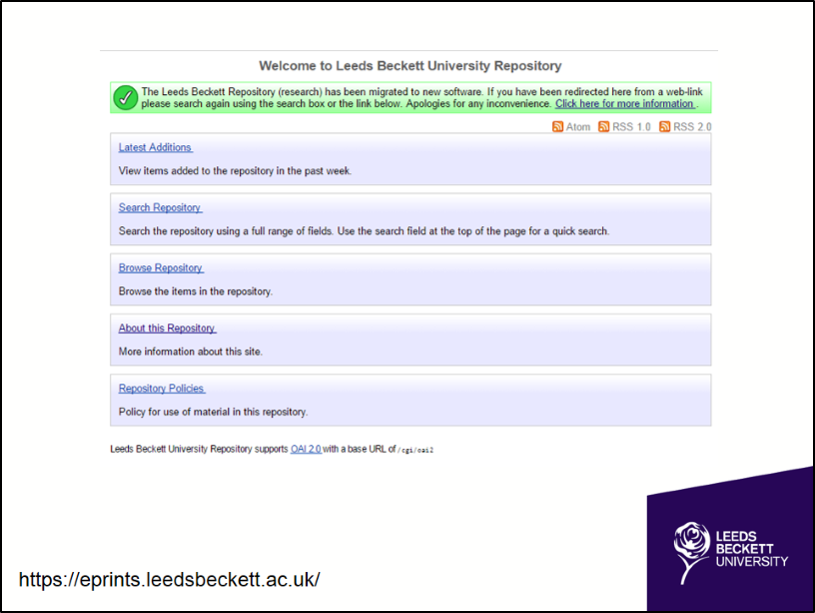 Welcome to Leeds Beckett University Repository
The Leeds Beckett Repository (research) has been migrated to new software. If you have been redirected here from a web-link
please search again using the search box or the link below. Apologies for any inconvenience. Click here for more information .
Atom RSS 1.0 RSS 2.0
Latest Additions
View items added to the repository in the past week.
Search Repository
Search the repository using a full range of fields. Use the search field at the top of the page for a quick search.
Browse Repository
Browse the items in the repository.
About this Repository
More information about this site.
Repository Policies
Policy for use of material in this repository.
Leeds Beckett University Repository supports OAI 2.0 with a base URL of /cgi/oai2
LEEDS
BECKETT
UNIVERSITY
https://eprints.leedsbeckett.ac.uk/